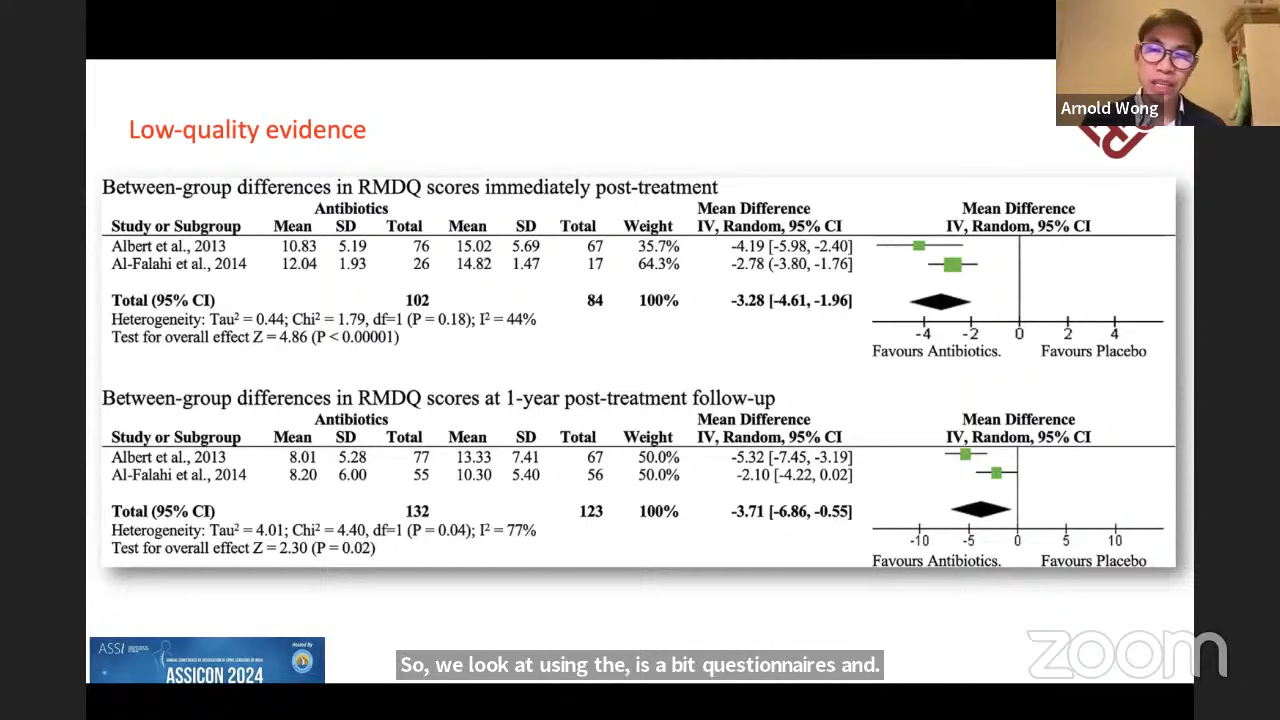 Arnold Wong
Low-quality evidence
Between-group differences in RMDQ scores immediately post-treatment
Antibiotics Mean Difference Mean Difference
Study or Subgroup Mean SD Total Mean SD Total Weight IV, Random, 95% CI IV, Random, 95% CI
Albert et al., 2013 10.83 5.19 76 15.02 5.69 67 35.7% -4.19 [-5.98, -2.40]
Al-Falahi et al., 2014 12.04 1.93 26 14.82 1.47 17 64.3% -2.78 (-3.80, -1.76]
Total (95% CI) 102 84 100% -3.28 [-4.61, -1.96]
Heterogeneity: Tau² = 0.44; Chi² = 1.79, df=1 (P = 0.18); I² = 44%
Test for overall effect Z = 4.86 (P < 0.00001)
-4 -2 0 2 4
Favours Antibiotics. Favours Placebo
Between-group differences in RMDQ scores at 1-year post-treatment follow-up
Antibiotics Mean Difference Mean Difference
Study or Subgroup Mean SD Total Mean SD Total Weight IV, Random, 95% CI IV, Random, 95% CI
Albert et al., 2013 8.01 5.28 77 13.33 7.41 67 50.0% -5.32 [-7.45, -3.19]
Al-Falahi et al., 2014 8.20 6.00 55 10.30 5.40 56 50.0% -2.10 [-4.22, 0.02]
Total (95% CI) 132 123 100% -3.71 [-6.86, -0.55]
Heterogeneity: Tau² = 4.01; Chi² = 4.40, df=1 (P = 0.04); I² = 77%
Test for overall effect Z = 2.30 (P = 0.02)
-10 -5 0 5 10
Favours Antibiotics. Favours Placebo
ASSI
Hosted By
ASSICON 2024
So, we look at using the, is a bit questionnaires and.
zoom